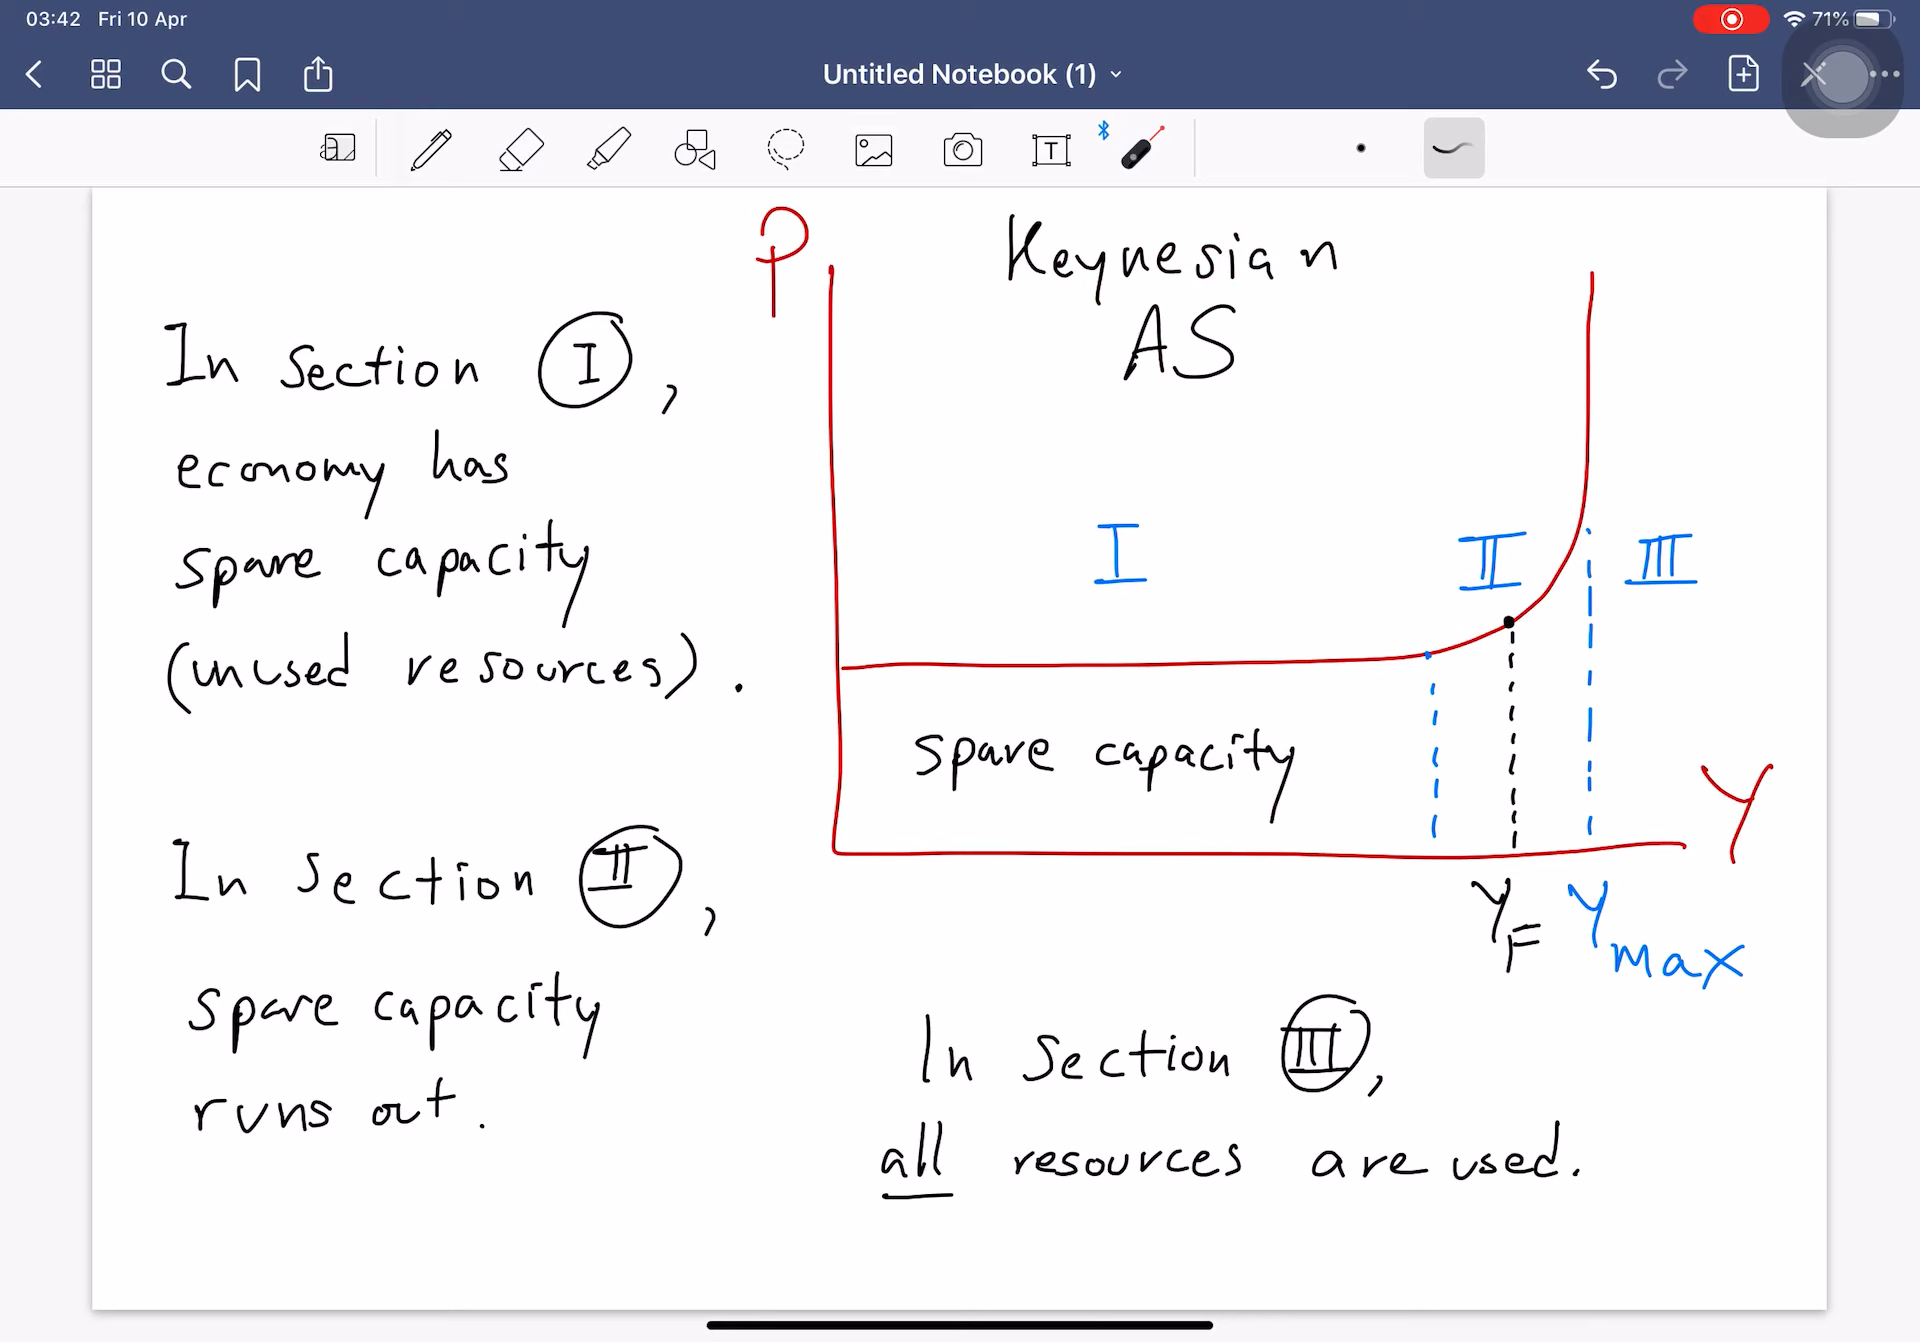 03:42 Fri 10 Apr
71%
Untitled Notebook (1)
a
T
P
Keynesian
AS
In Section I,
economy has
spare capacity
(unused resources).
In Section II,
spare capacity
runs out.
I
II
III
spare capacity
Y
YF
Ymax
In Section III,
all resources are used.